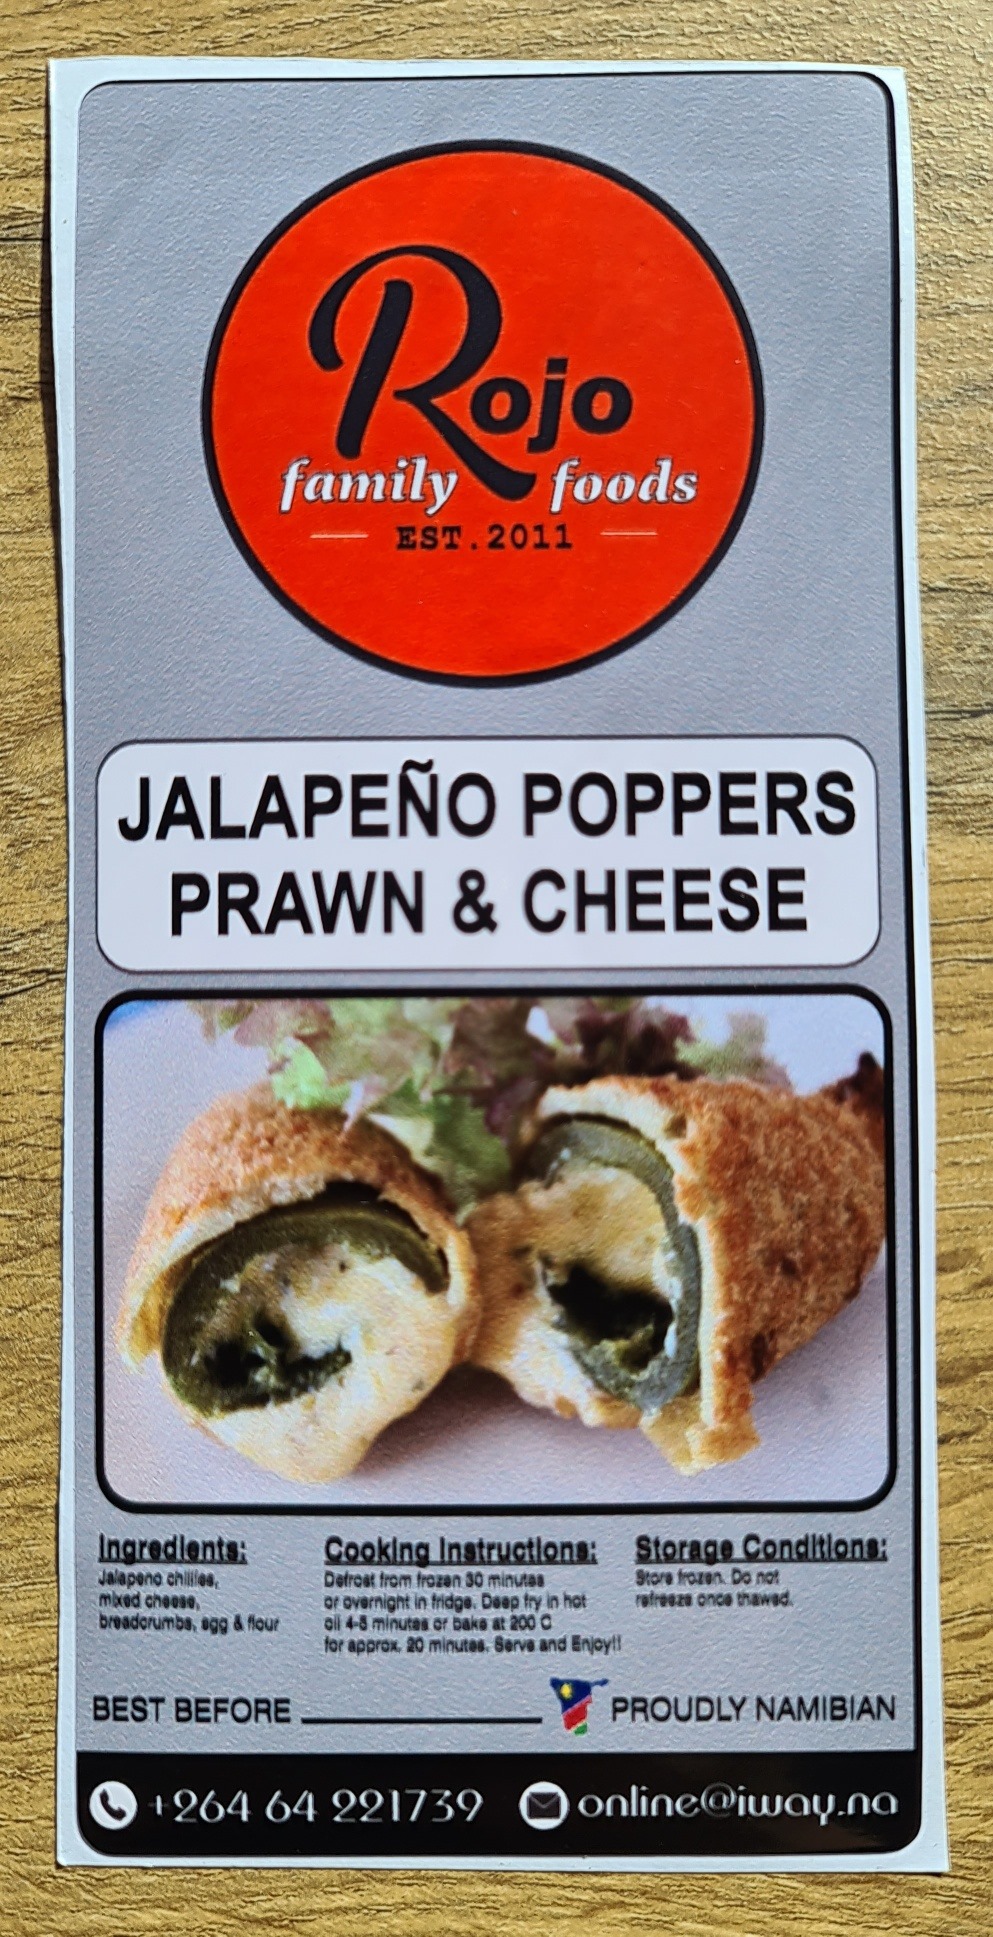 Rojo
family foods
EST.2011
JALAPEÑO POPPERS
PRAWN & CHEESE
Ingredients:
Jalapeno chillies,
mixed cheese,
breadcrumbs, egg & flour
Cooking Instructions:
Defrost from frozen 30 minutes
or overnight in fridge. Deep fry in hot
oil 4-5 minutes or bake at 200 C
for approx. 20 minutes. Serve and Enjoy!!
Storage Conditions:
Store frozen. Do not
refreeze once thawed.
BEST BEFORE
PROUDLY NAMIBIAN
+264 64 221739
online@iway.na